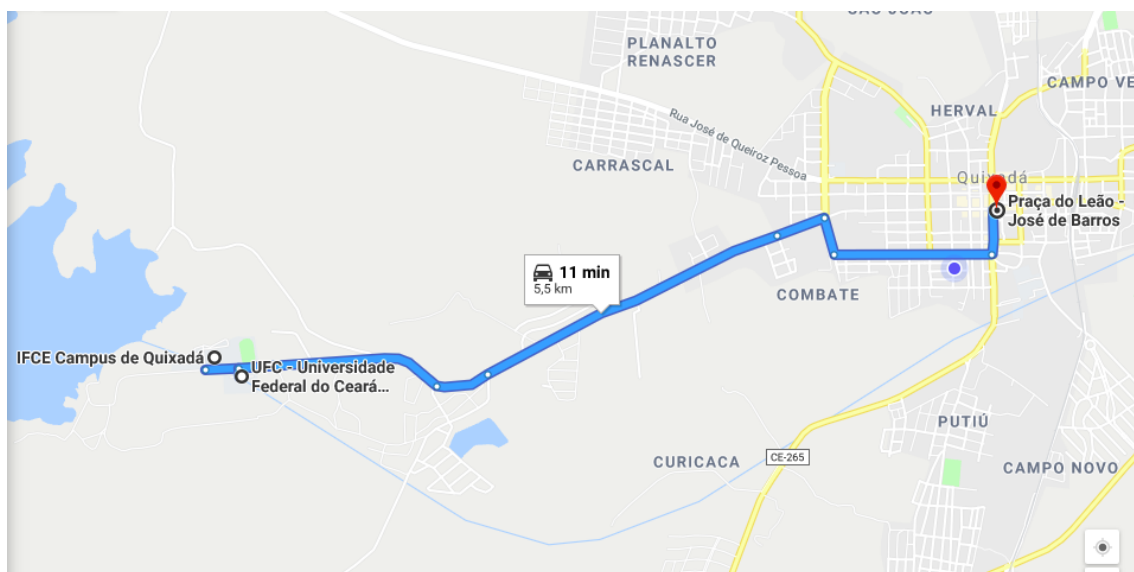 PLANALTO
RENASCER
HERVAL
CAMPO VE
Rua José de Queiroz Pessoa
CARRASCAL
Quixadá
Praça do Leão -
José de Barros
11 min
5,5 km
COMBATE
IFCE Campus de Quixadá
UFC - Universidade
Federal do Ceará...
PUTIÚ
CURICACA
CE-265
CAMPO NOVO